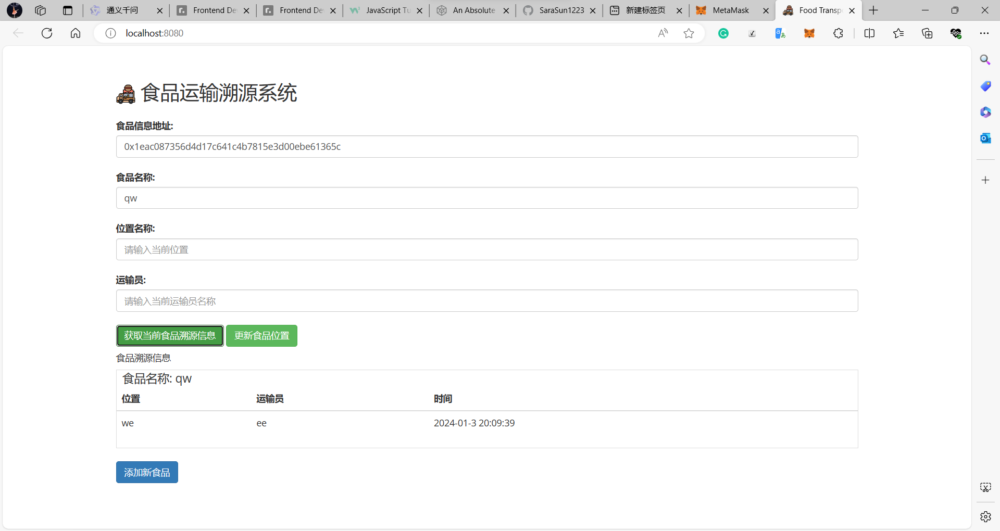 通义千问
Frontend De
Frontend De
JavaScript Tu
An Absolute
SaraSun1223
新建标签页
MetaMask
Food Transp
localhost:8080
食品运输溯源系统
食品信息地址:
0x1eac087356d4d17c641c4b7815e3d00ebe61365c
食品名称:
qw
位置名称:
请输入当前位置
运输员:
请输入当前运输员名称
获取当前食品溯源信息 更新食品位置
食品溯源信息
食品名称: qw
位置 运输员 时间
we ee 2024-01-3 20:09:39
添加新食品